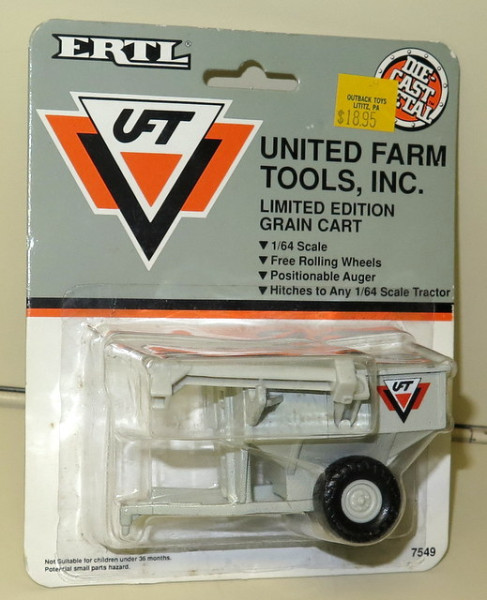 ERTL
DIE CAST METAL
OUTBACK TOYS
LITITZ, PA
$18.95
UFT
UNITED FARM
TOOLS, INC.
LIMITED EDITION
GRAIN CART
▼ 1/64 Scale
▼ Free Rolling Wheels
▼ Positionable Auger
▼ Hitches to Any 1/64 Scale Tractor
UFT
Not Suitable for children under 36 months.
Potential small parts hazard.
7549